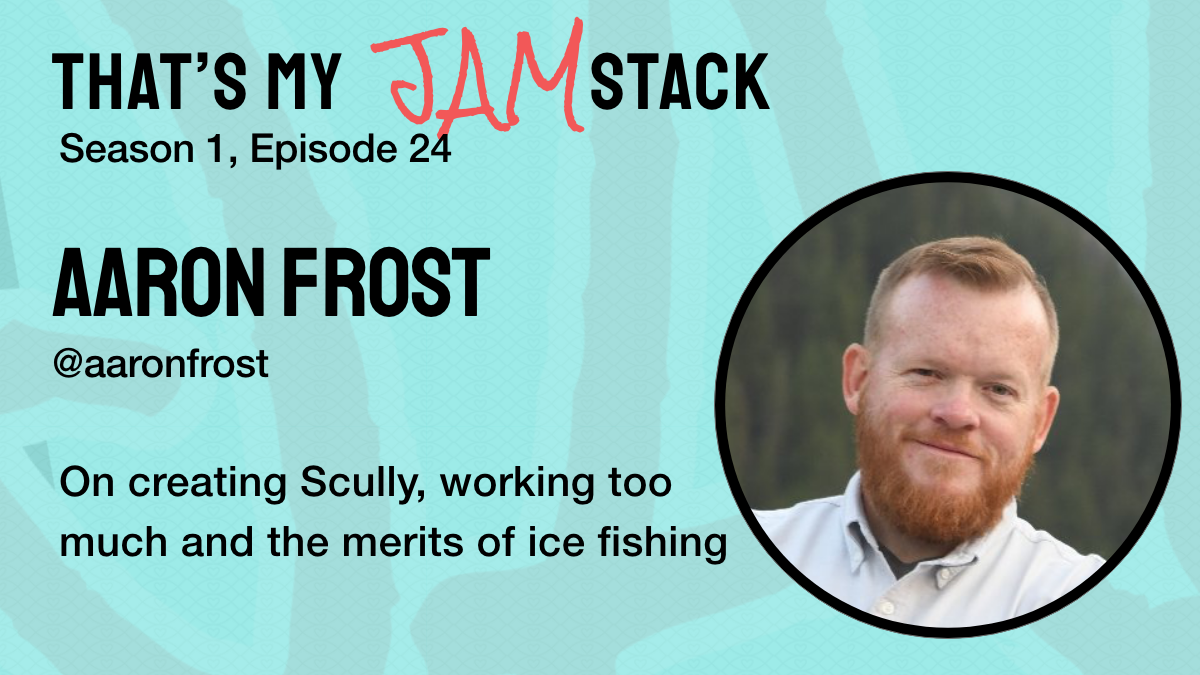 THAT'S MY JAMSTACK
Season 1, Episode 24
AARON FROST
@aaronfrost
On creating Scully, working too
much and the merits of ice fishing